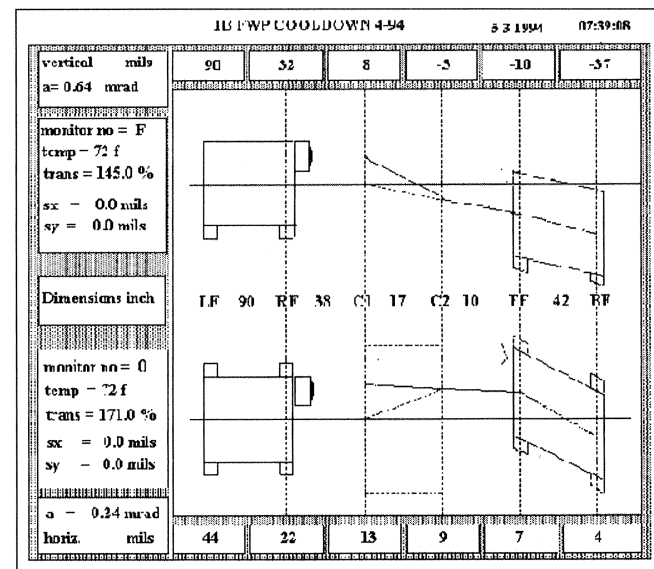 IB FWP COOLDOWN 4-94 5 3 1994 07:39:08
vertical mils
a= 0.64 mrad
90 32 8 -3 -10 -37
monitor no = F
temp = 72 f
trans = 145.0 %
sx = 0.0 mils
sy = 0.0 mils
Dimensions inch
LF 90 RF 38 C1 17 C2 10 FF 42 RF
monitor no = 0
temp = 72 f
trans = 171.0 %
sx = 0.0 mils
sy = 0.0 mils
a = 0.24 mrad
horiz. mils
44 22 13 9 7 4